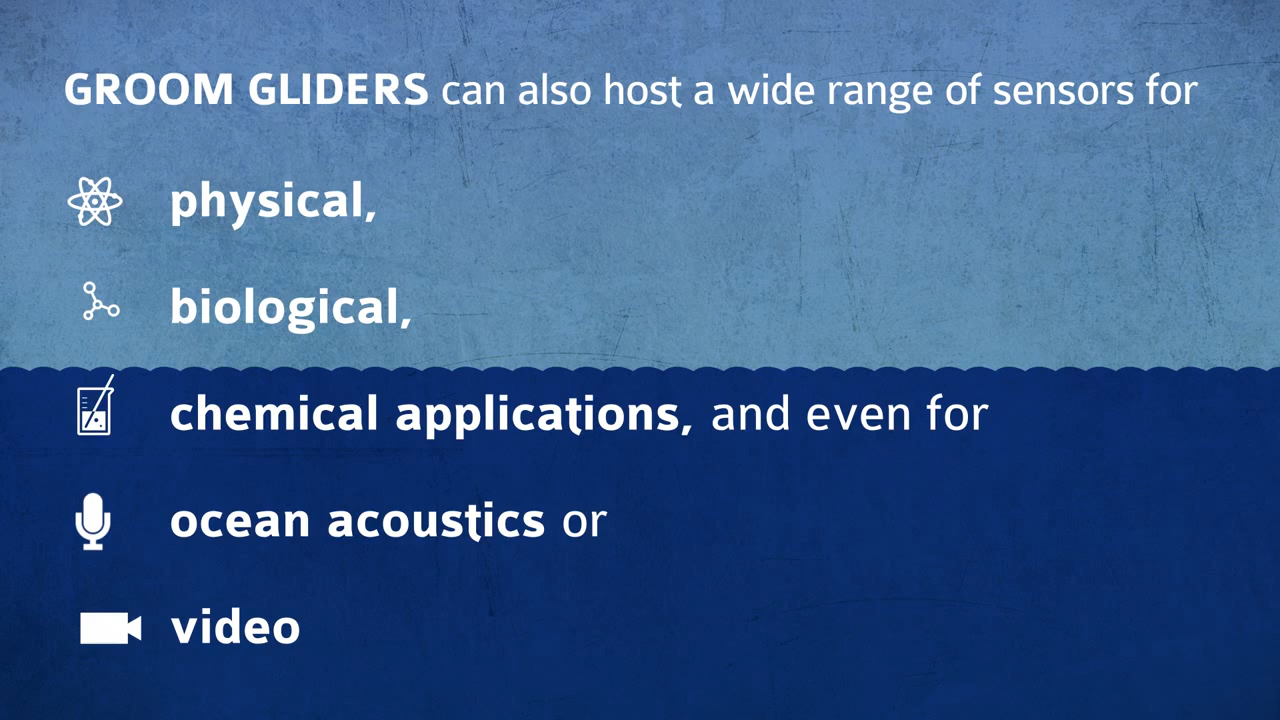 GROOM GLIDERS can also host a wide range of sensors for
physical,
biological,
chemical applications, and even for
ocean acoustics or
video